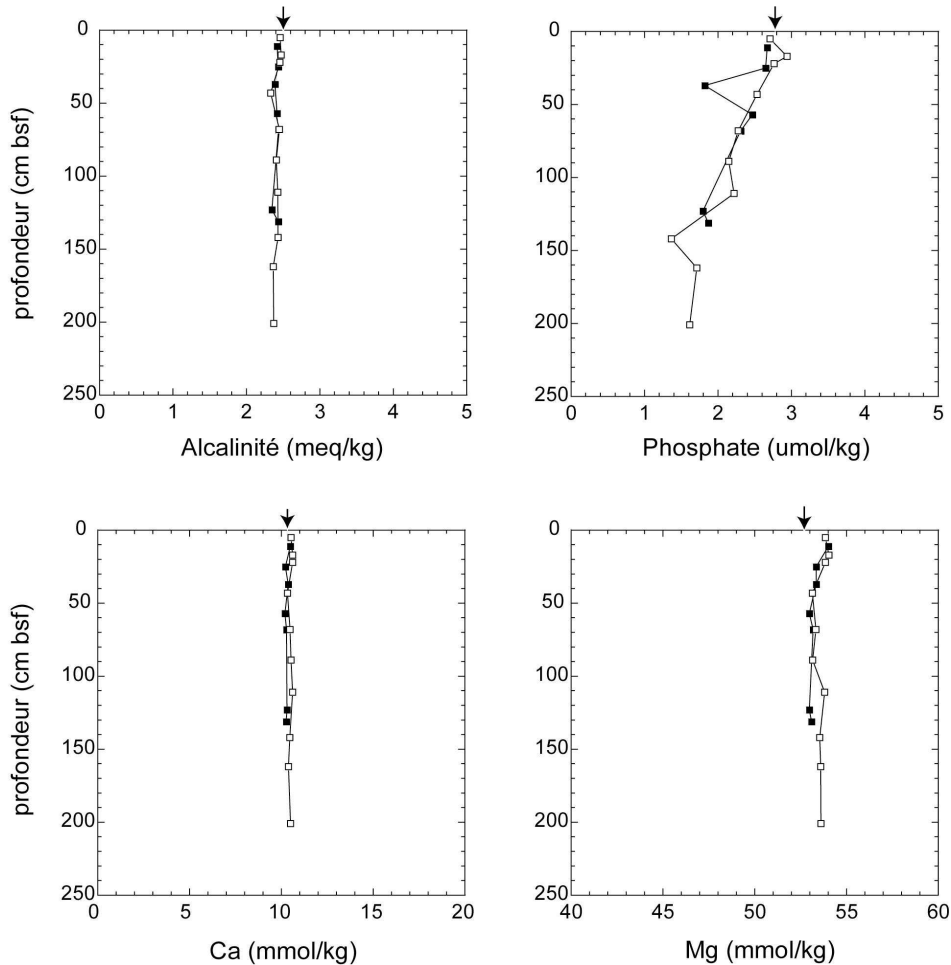 0
50
100
150
200
250
profondeur (cm bsf)
0 1 2 3 4 5
Alcalinité (meq/kg)
0
50
100
150
200
250
0 1 2 3 4 5
Phosphate (umol/kg)
0
50
100
150
200
250
profondeur (cm bsf)
0 5 10 15 20
Ca (mmol/kg)
0
50
100
150
200
250
40 45 50 55 60
Mg (mmol/kg)